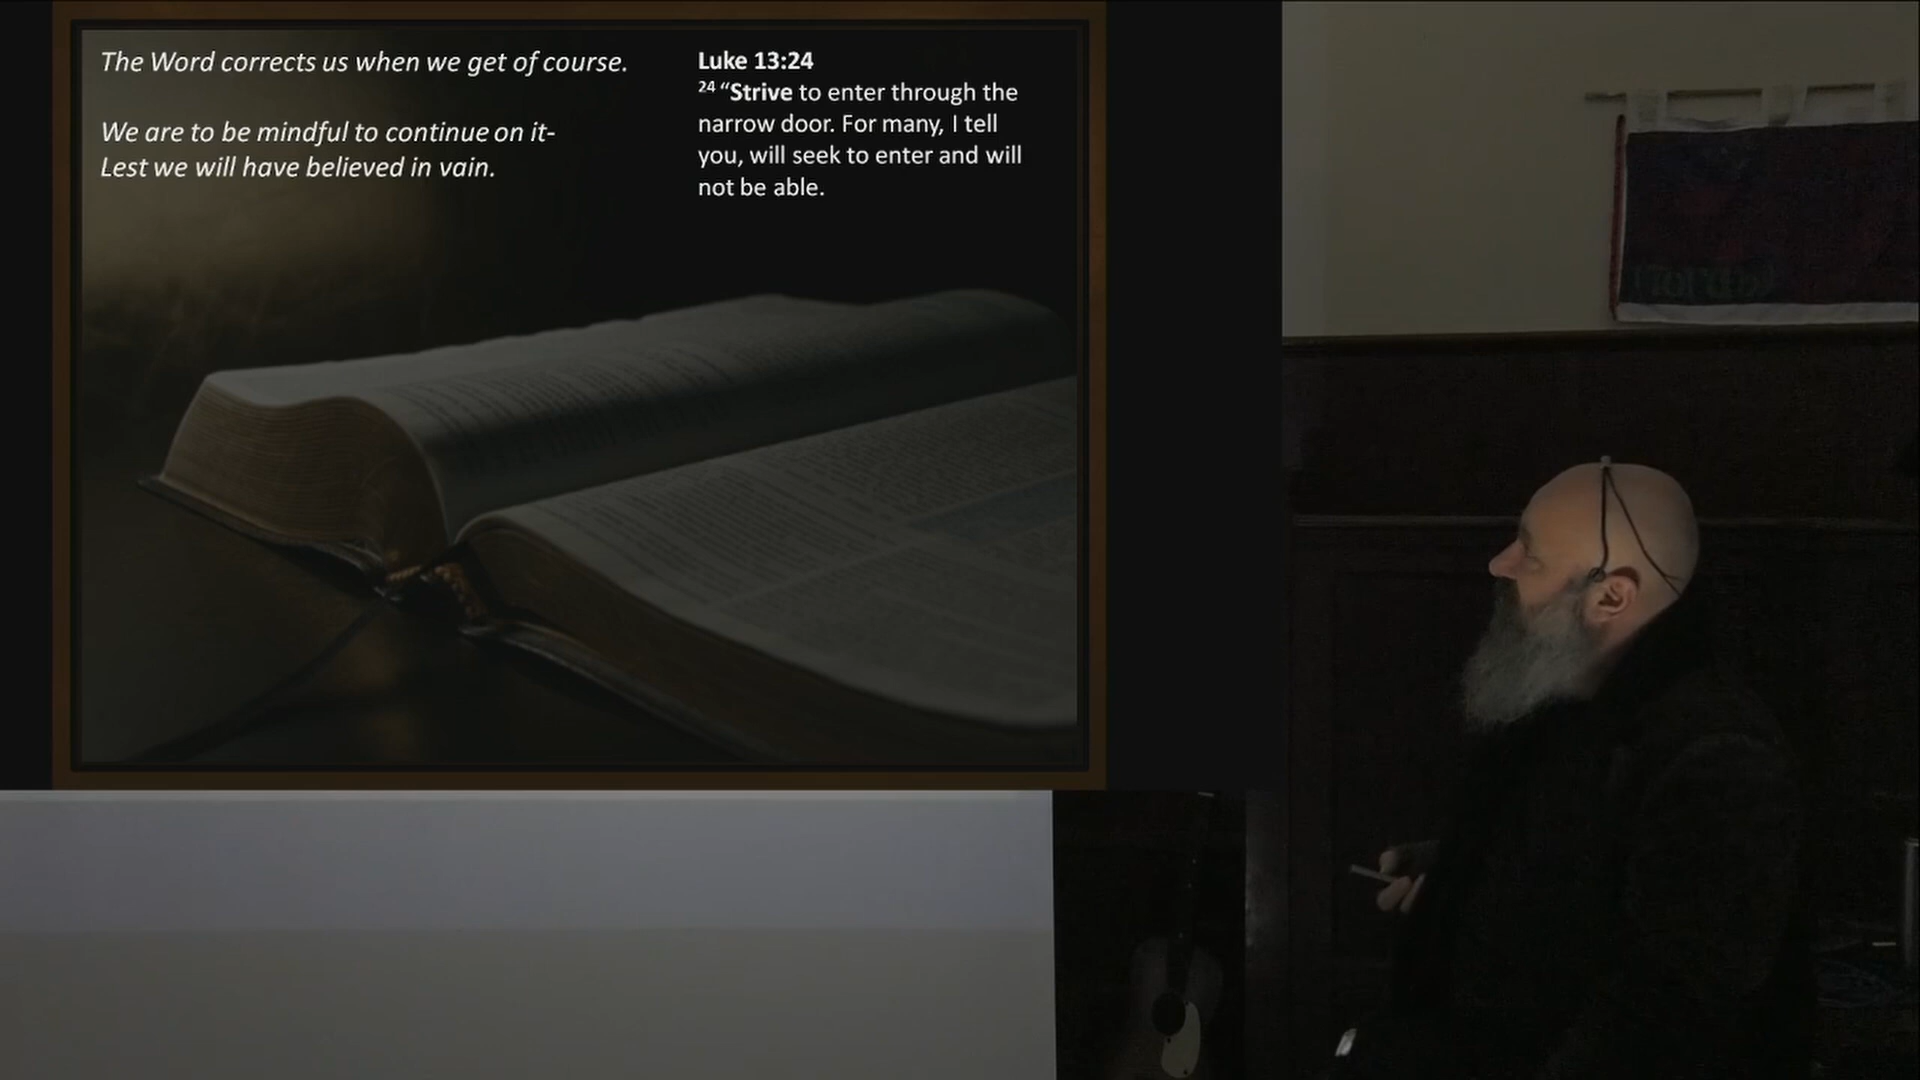 The Word corrects us when we get of course.
We are to be mindful to continue on it-
Lest we will have believed in vain.
Luke 13:24
24 “Strive to enter through the
narrow door. For many, I tell
you, will seek to enter and will
not be able.